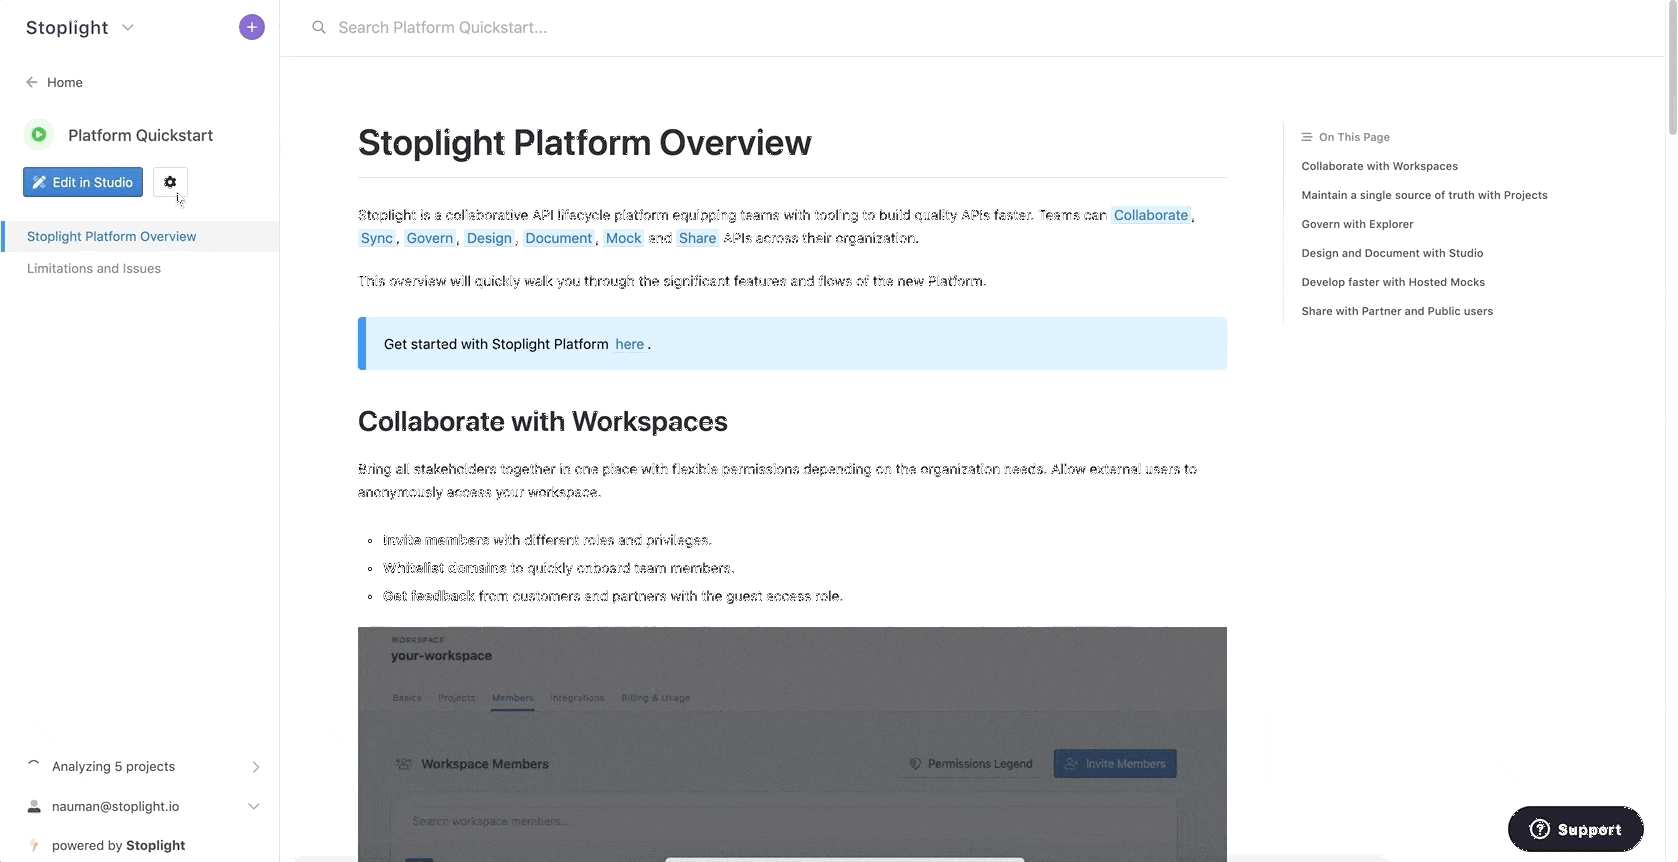 Stoplight
Search Platform Quickstart...
Home
Platform Quickstart
Edit in Studio
Stoplight Platform Overview
Limitations and Issues
Stoplight Platform Overview
Stoplight is a collaborative API lifecycle platform equipping teams with tooling to build quality APIs faster. Teams can Collaborate,
Sync, Govern, Design, Document, Mock and Share APIs across their organization.
This overview will quickly walk you through the significant features and flows of the new Platform.
Get started with Stoplight Platform here.
Collaborate with Workspaces
Bring all stakeholders together in one place with flexible permissions depending on the organization needs. Allow external users to
anonymously access your workspace.
Invite members with different roles and privileges.
Whitelist domains to quickly onboard team members.
Get feedback from customers and partners with the guest access role.
WORKSPACE
your-workspace
Basics Projects Members Integrations Billing & Usage
Workspace Members
Permissions Legend
Invite Members
Search workspace members...
On This Page
Collaborate with Workspaces
Maintain a single source of truth with Projects
Govern with Explorer
Design and Document with Studio
Develop faster with Hosted Mocks
Share with Partner and Public users
Analyzing 5 projects
nauman@stoplight.io
powered by Stoplight
Support